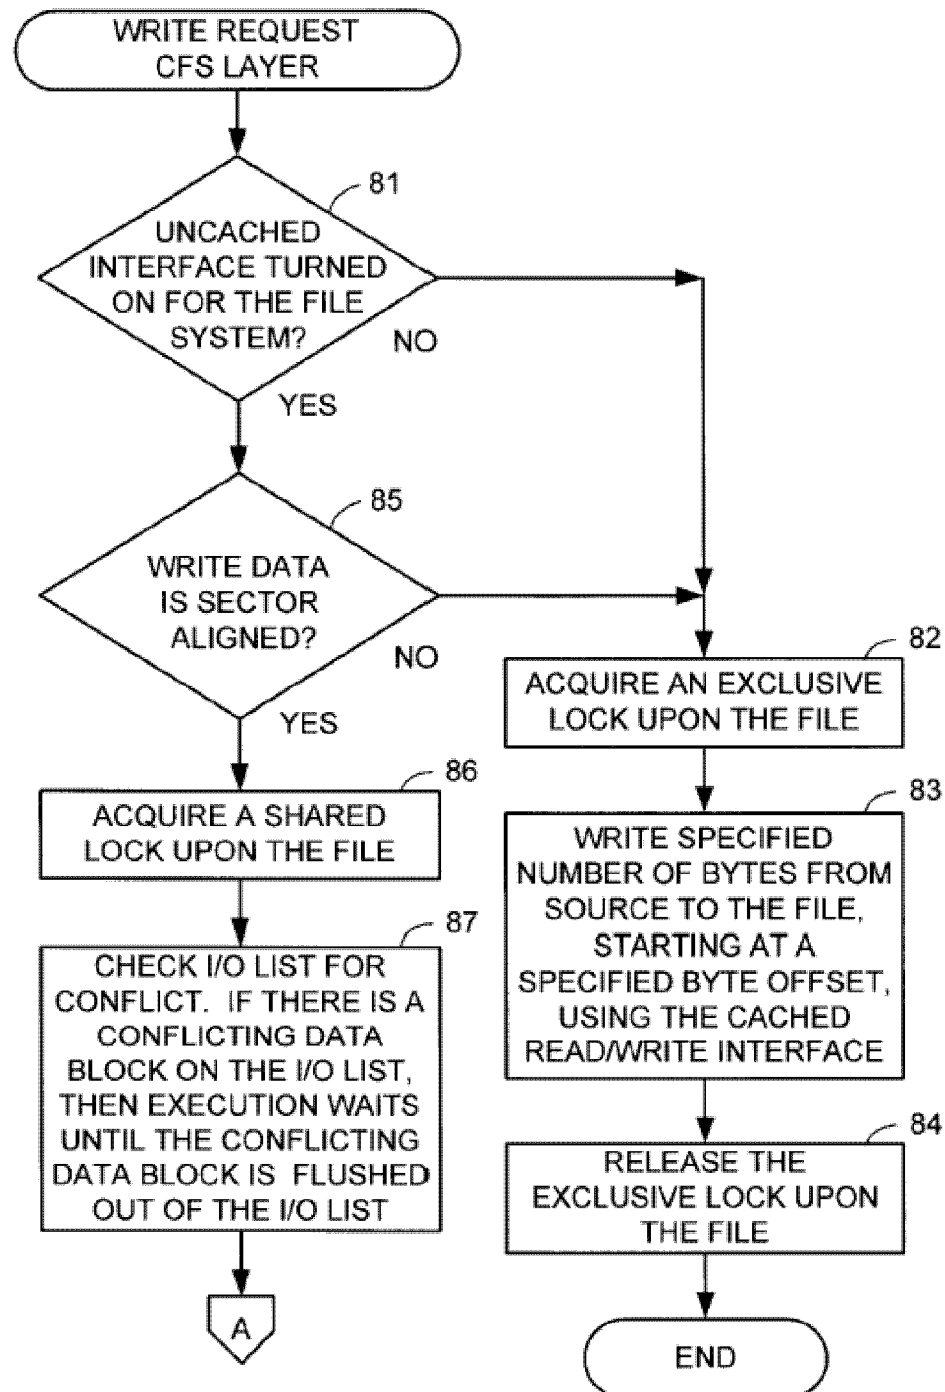 WRITE REQUEST
CFS LAYER
81
UNCACHED
INTERFACE TURNED
ON FOR THE FILE
SYSTEM?
NO
YES
85
WRITE DATA
IS SECTOR
ALIGNED?
NO
YES
86
ACQUIRE A SHARED
LOCK UPON THE FILE
87
CHECK I/O LIST FOR
CONFLICT. IF THERE IS A
CONFLICTING DATA
BLOCK ON THE I/O LIST,
THEN EXECUTION WAITS
UNTIL THE CONFLICTING
DATA BLOCK IS FLUSHED
OUT OF THE I/O LIST
A
82
ACQUIRE AN EXCLUSIVE
LOCK UPON THE FILE
83
WRITE SPECIFIED
NUMBER OF BYTES FROM
SOURCE TO THE FILE,
STARTING AT A
SPECIFIED BYTE OFFSET,
USING THE CACHED
READ/WRITE INTERFACE
84
RELEASE THE
EXCLUSIVE LOCK UPON
THE FILE
END